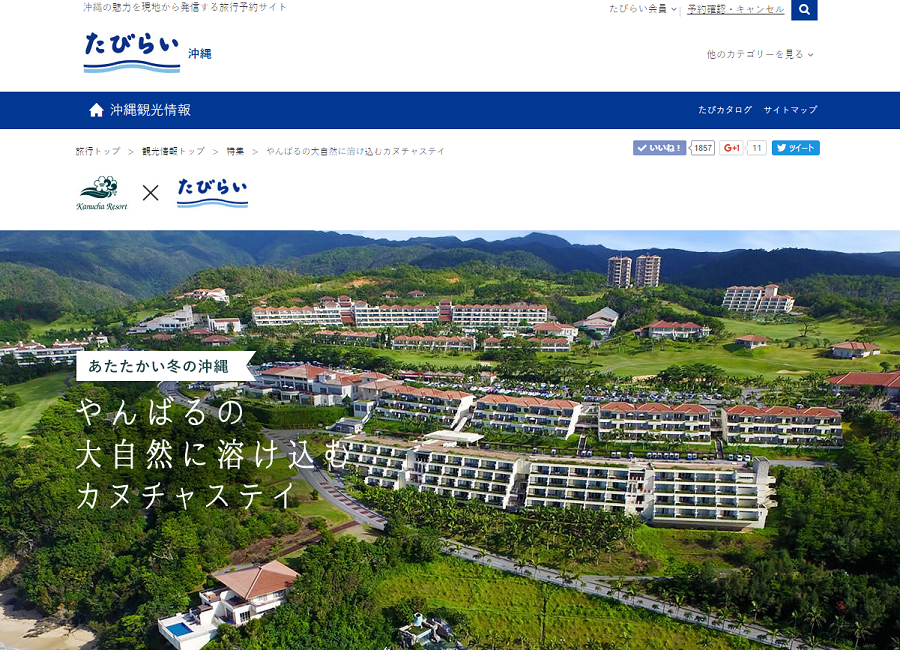 沖縄の魅力を現地から発信する旅行予約サイト
たびらい会員
予約確認・キャンセル
たびらい
沖縄
他のカテゴリーを見る
沖縄観光情報
たびカタログ
サイトマップ
旅行トップ > 観光情報トップ > 特集 > やんばるの大自然に溶け込むカヌチャステイ
いいね！ 1857
G+1 11
ツイート
Kanucha Resort
たびらい
あたたかい冬の沖縄
やんばるの
大自然に溶け込む
カヌチャステイ